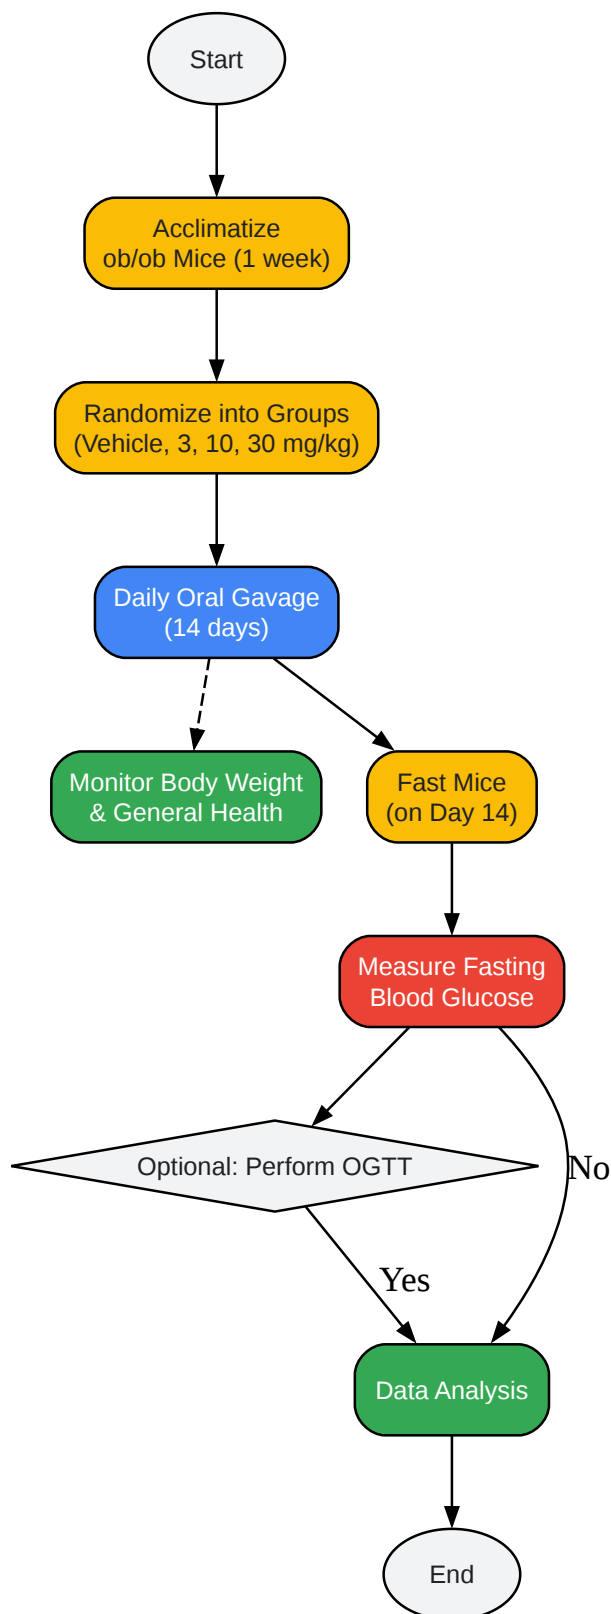 Start
Acclimatize
ob/ob Mice (1 week)
Randomize into Groups
(Vehicle, 3, 10, 30 mg/kg)
Daily Oral Gavage
(14 days)
Monitor Body Weight
& General Health
Fast Mice
(on Day 14)
Measure Fasting
Blood Glucose
Optional: Perform OGTT
No
Yes
Data Analysis
End